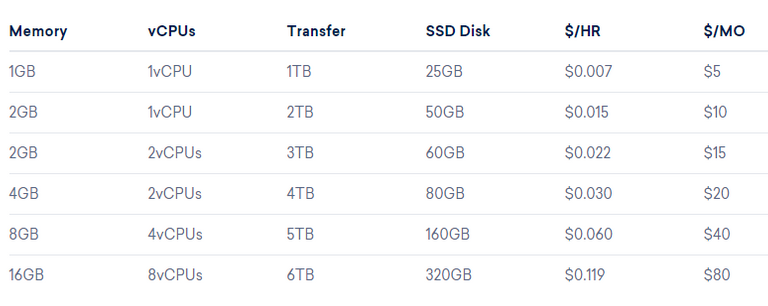 Memory vCPUs Transfer SSD Disk $/HR $/MO
1GB 1vCPU 1TB 25GB $0.007 $5
2GB 1vCPU 2TB 50GB $0.015 $10
2GB 2vCPUs 3TB 60GB $0.022 $15
4GB 2vCPUs 4TB 80GB $0.030 $20
8GB 4vCPUs 5TB 160GB $0.060 $40
16GB 8vCPUs 6TB 320GB $0.119 $80